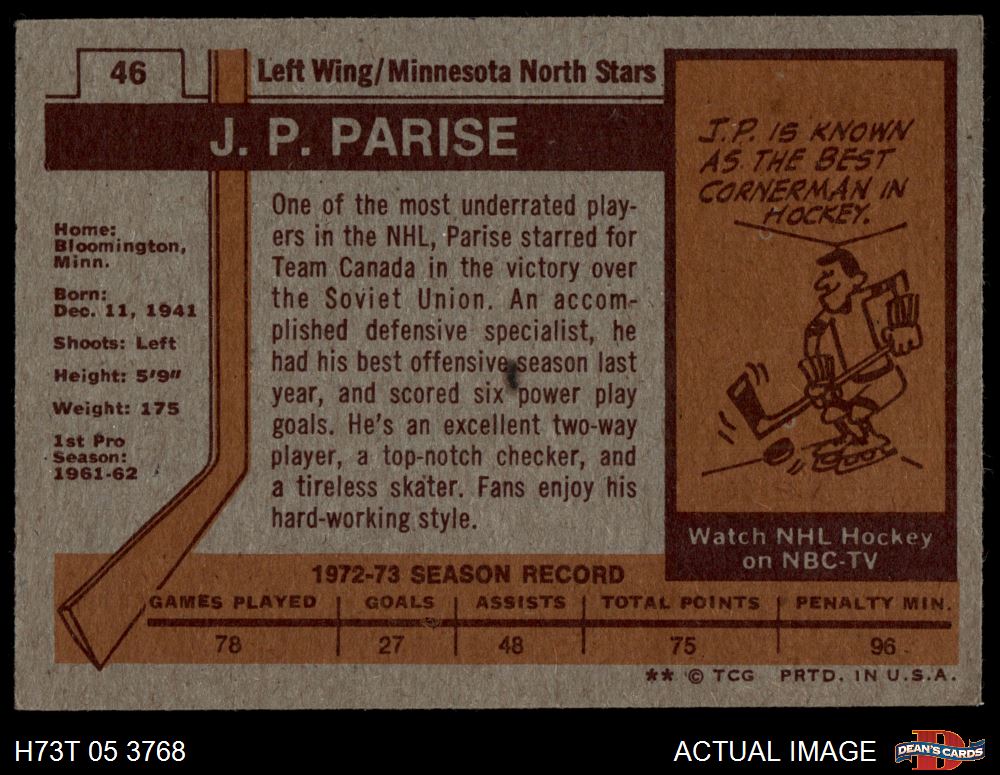 46
Left Wing/Minnesota North Stars
J. P. PARISE
Home:
Bloomington,
Minn.
Born:
Dec. 11, 1941
Shoots: Left
Height: 5'9"
Weight: 175
1st Pro
Season:
1961-62
One of the most underrated play-
ers in the NHL, Parise starred for
Team Canada in the victory over
the Soviet Union. An accom-
plished defensive specialist, he
had his best offensive season last
year, and scored six power play
goals. He's an excellent two-way
player, a top-notch checker, and
a tireless skater. Fans enjoy his
hard-working style.
J.P. IS KNOWN
AS THE BEST
CORNERMAN IN
HOCKEY.
Watch NHL Hockey
on NBC-TV
1972-73 SEASON RECORD
GAMES PLAYED GOALS ASSISTS TOTAL POINTS PENALTY MIN.
78 27 48 75 96
** © TCG PRTD. IN U.S.A.
H73T 05 3768
ACTUAL IMAGE
DEAN'S CARDS